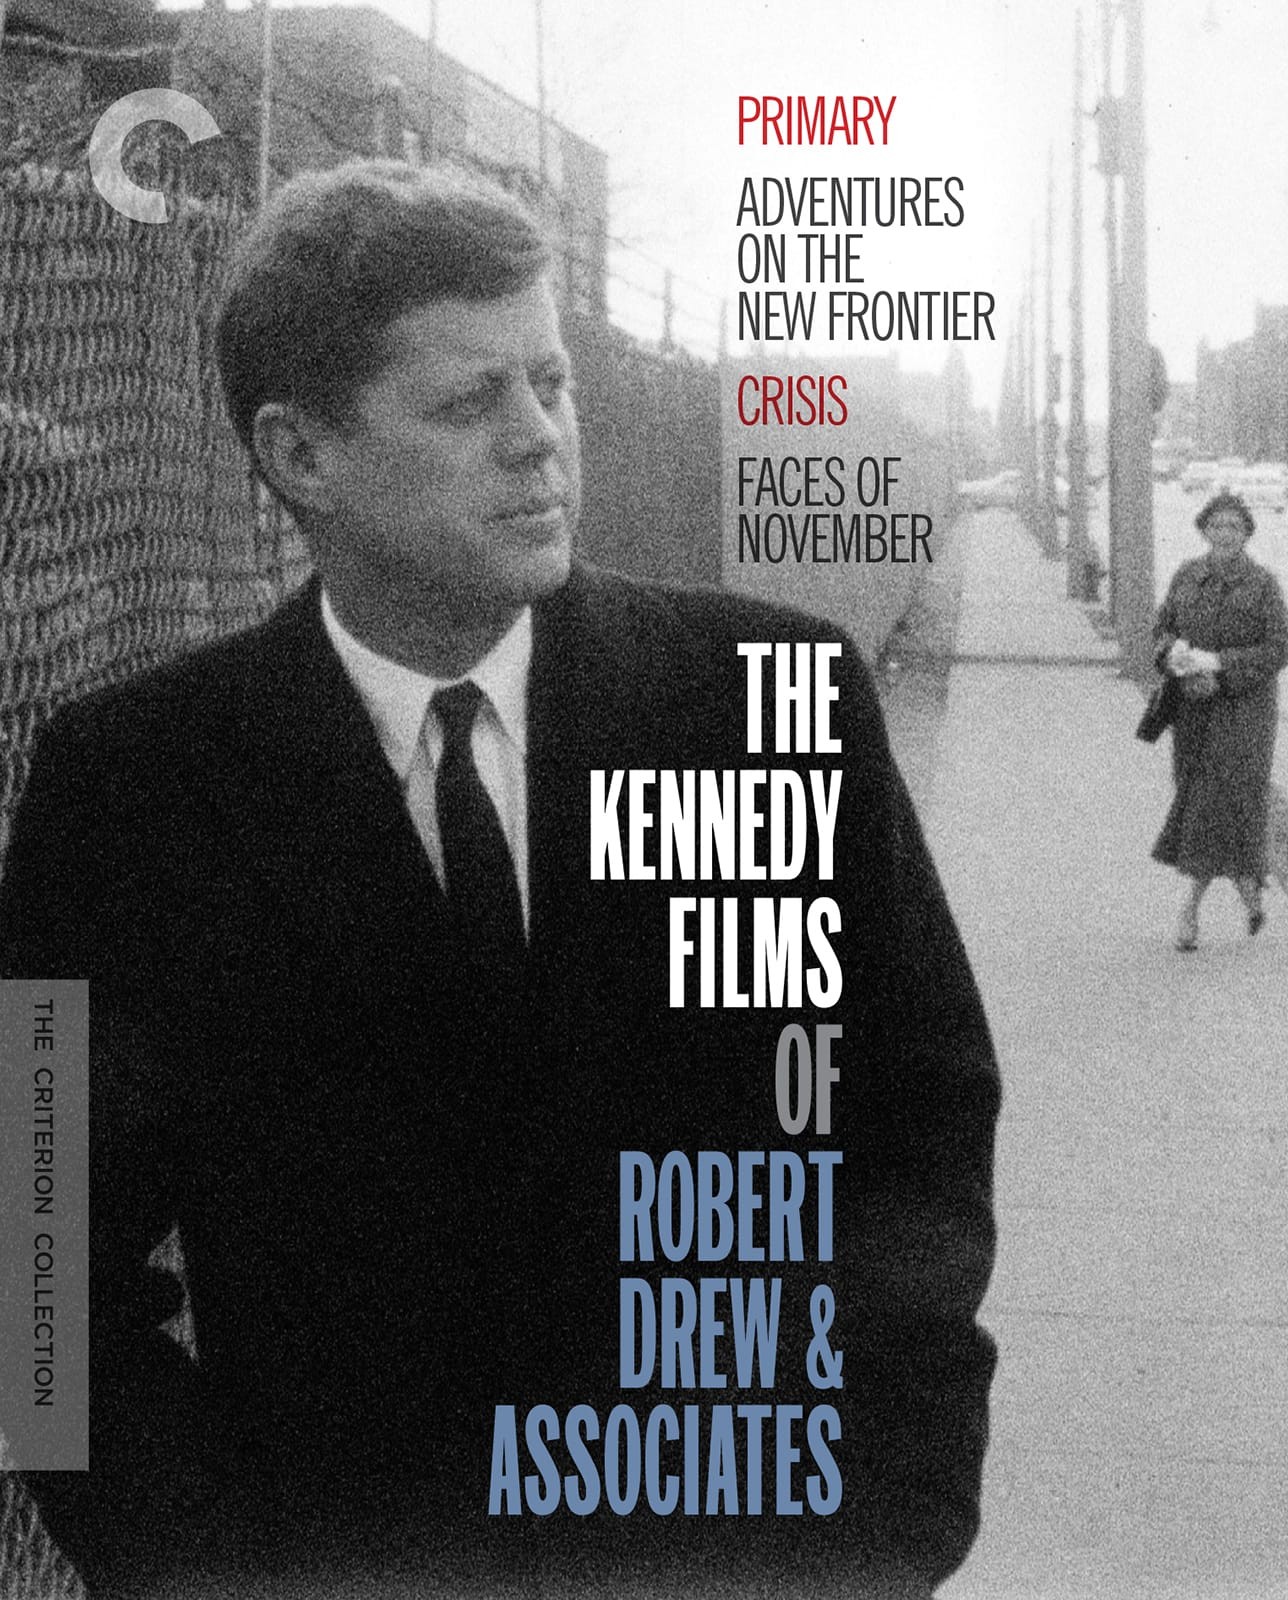 PRIMARY
ADVENTURES
ON THE
NEW FRONTIER
CRISIS
FACES OF
NOVEMBER
THE
KENNEDY
FILMS
OF
ROBERT
DREW &
ASSOCIATES
THE CRITERION COLLECTION